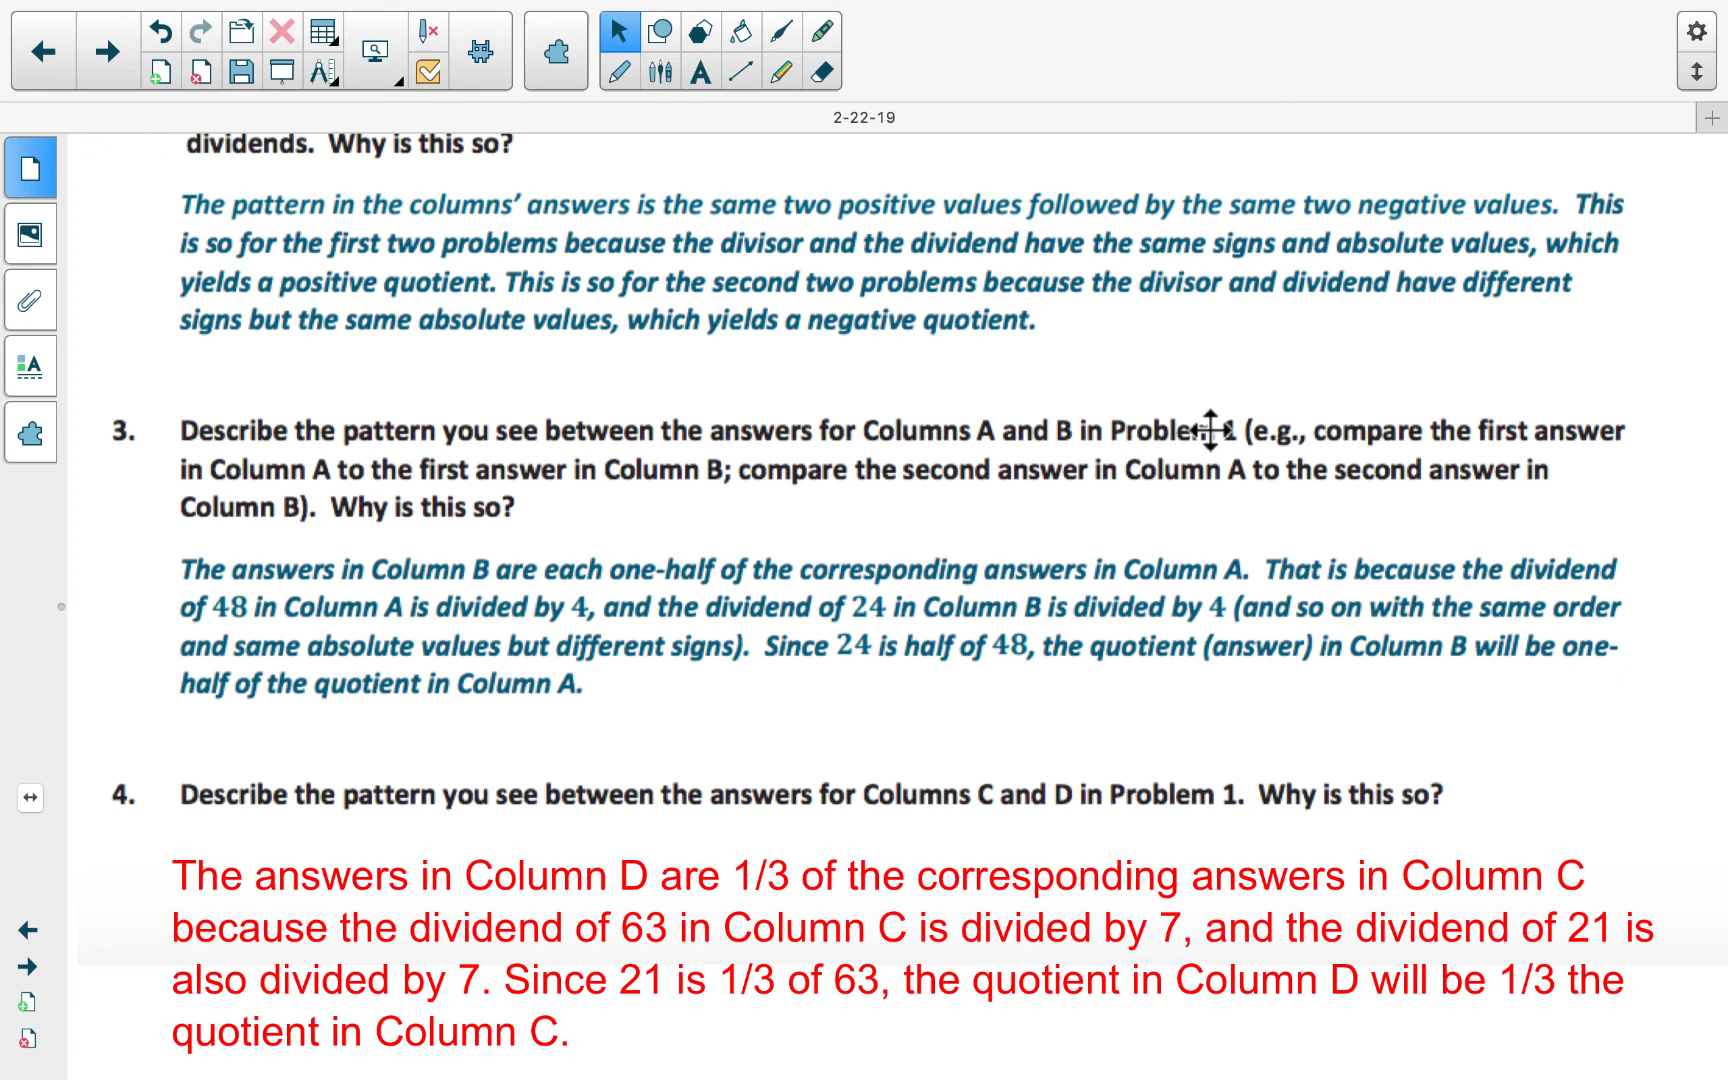 2-22-19
dividends. Why is this so?
The pattern in the columns’ answers is the same two positive values followed by the same two negative values. This
is so for the first two problems because the divisor and the dividend have the same signs and absolute values, which
yields a positive quotient. This is so for the second two problems because the divisor and dividend have different
signs but the same absolute values, which yields a negative quotient.
3. Describe the pattern you see between the answers for Columns A and B in Problem 1 (e.g., compare the first answer
in Column A to the first answer in Column B; compare the second answer in Column A to the second answer in
Column B). Why is this so?
The answers in Column B are each one-half of the corresponding answers in Column A. That is because the dividend
of 48 in Column A is divided by 4, and the dividend of 24 in Column B is divided by 4 (and so on with the same order
and same absolute values but different signs). Since 24 is half of 48, the quotient (answer) in Column B will be one-
half of the quotient in Column A.
4. Describe the pattern you see between the answers for Columns C and D in Problem 1. Why is this so?
The answers in Column D are 1/3 of the corresponding answers in Column C
because the dividend of 63 in Column C is divided by 7, and the dividend of 21 is
also divided by 7. Since 21 is 1/3 of 63, the quotient in Column D will be 1/3 the
quotient in Column C.